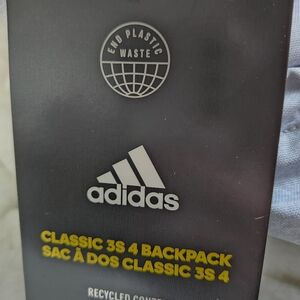 END PLASTIC
WASTE
adidas
CLASSIC 3S 4 BACKPACK
SAC À DOS CLASSIC 3S 4
RECYCLED